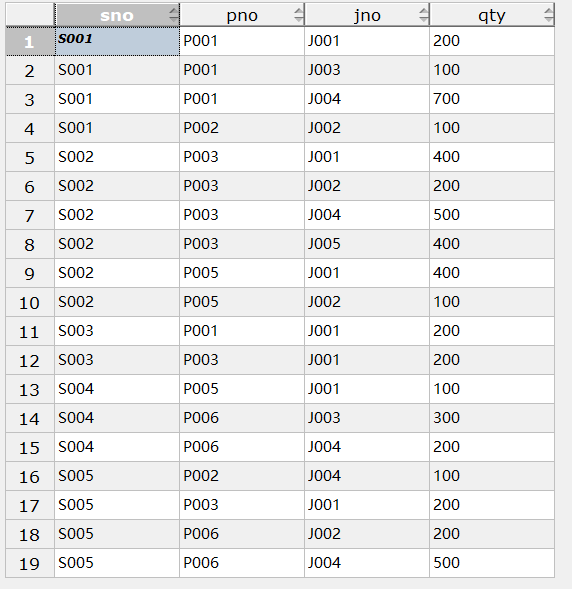 sno pno jno qty
1 S001 P001 J001 200
2 S001 P001 J003 100
3 S001 P001 J004 700
4 S001 P002 J002 100
5 S002 P003 J001 400
6 S002 P003 J002 200
7 S002 P003 J004 500
8 S002 P003 J005 400
9 S002 P005 J001 400
10 S002 P005 J002 100
11 S003 P001 J001 200
12 S003 P003 J001 200
13 S004 P005 J001 100
14 S004 P006 J003 300
15 S004 P006 J004 200
16 S005 P002 J004 100
17 S005 P003 J001 200
18 S005 P006 J002 200
19 S005 P006 J004 500